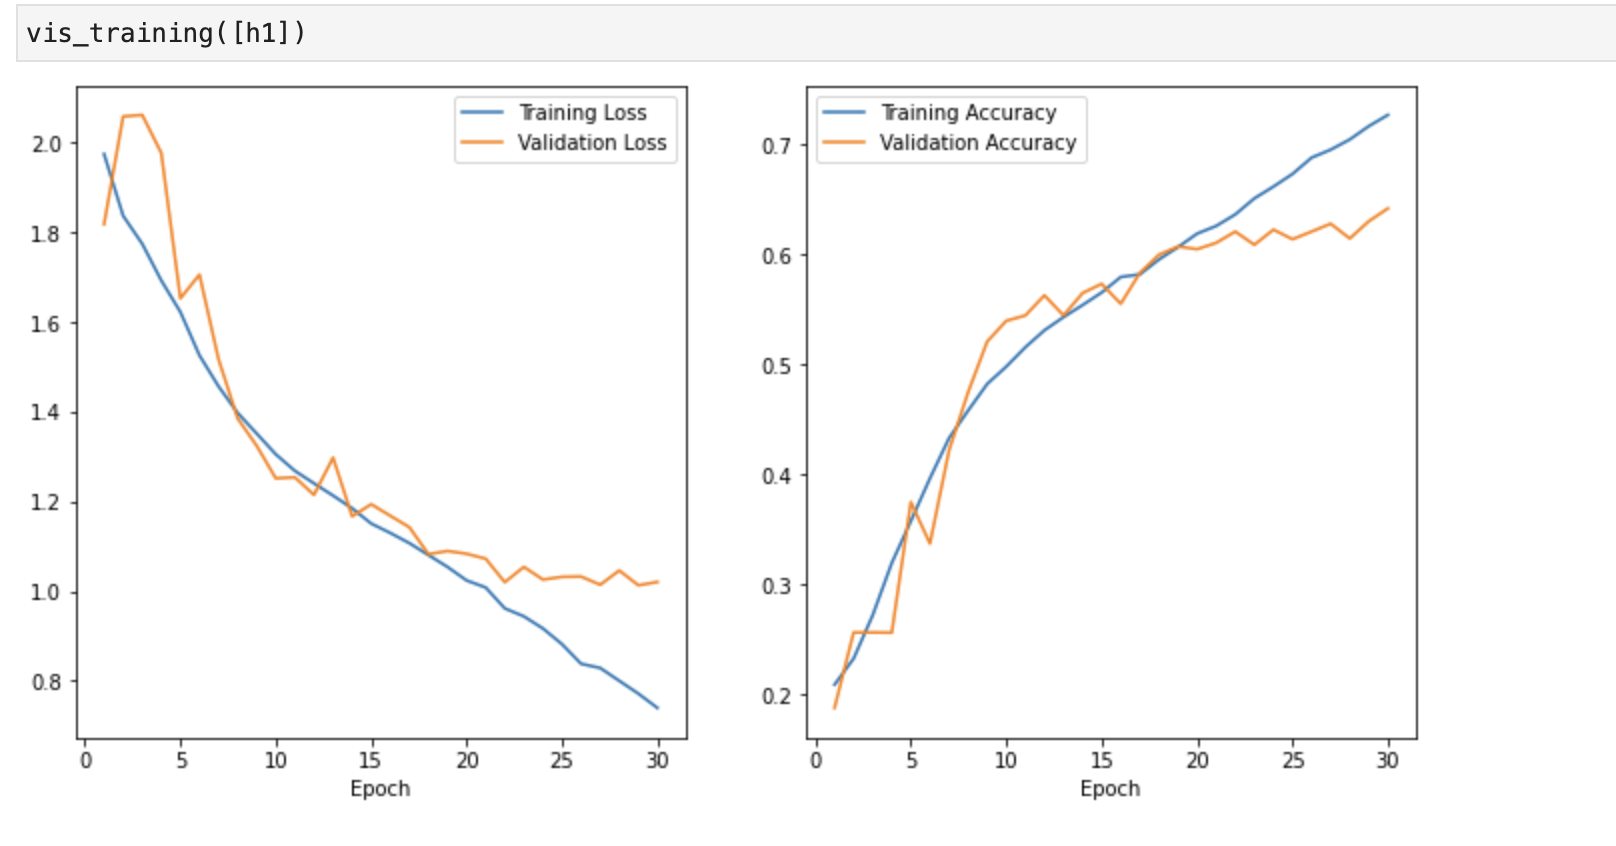 vis_training([h1])
Training Loss
Validation Loss
2.0
1.8
1.6
1.4
1.2
1.0
0.8
0 5 10 15 20 25 30
Epoch
Training Accuracy
Validation Accuracy
0.7
0.6
0.5
0.4
0.3
0.2
0 5 10 15 20 25 30
Epoch